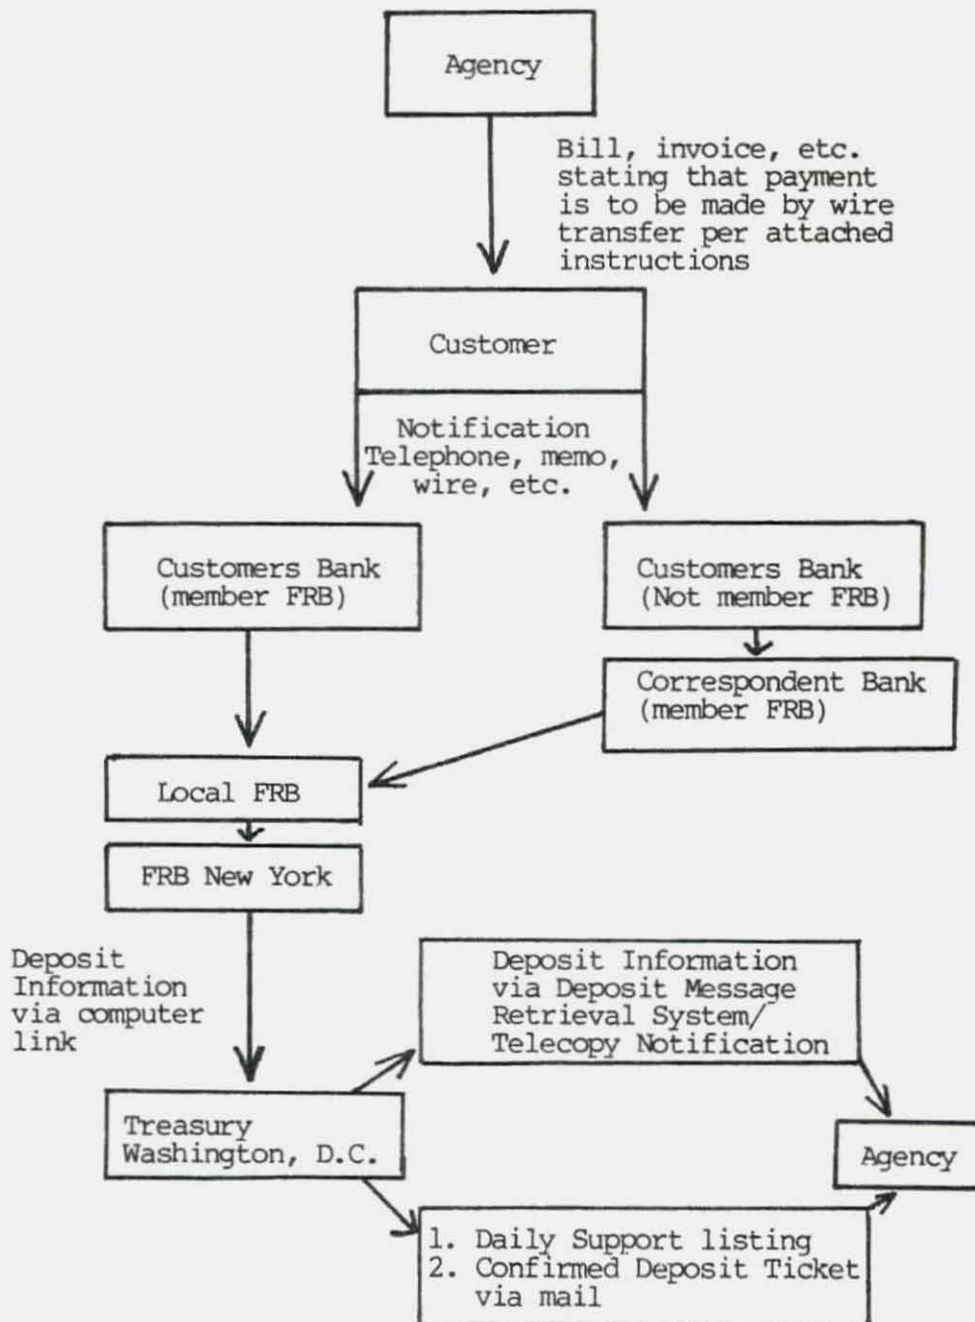 Agency
Bill, invoice, etc.
stating that payment
is to be made by wire
transfer per attached
instructions
Customer
Notification
Telephone, memo,
wire, etc.
Customers Bank
(member FRB)
Customers Bank
(Not member FRB)
Correspondent Bank
(member FRB)
Local FRB
FRB New York
Deposit
Information
via computer
link
Deposit Information
via Deposit Message
Retrieval System/
Telecopy Notification
Treasury
Washington, D.C.
Agency
1. Daily Support listing
2. Confirmed Deposit Ticket
via mail